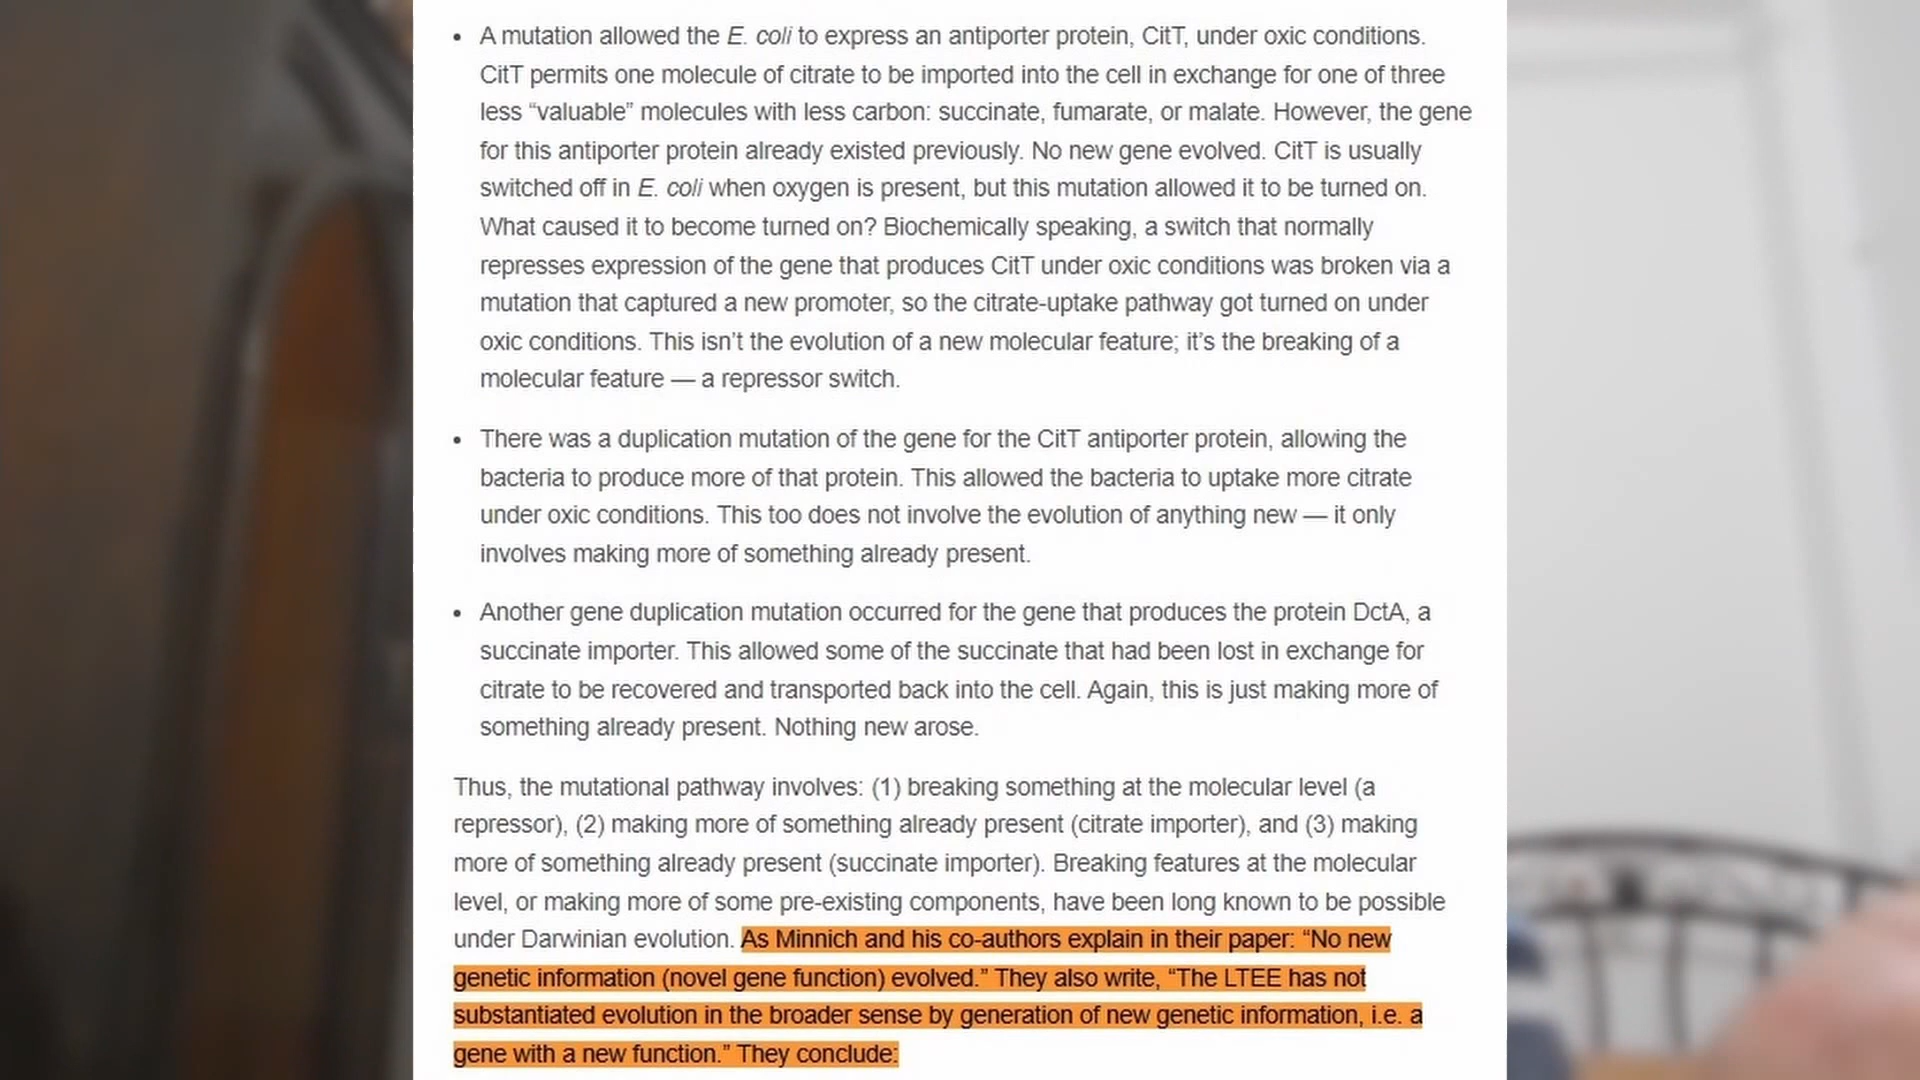 • A mutation allowed the E. coli to express an antiporter protein, CitT, under oxic conditions.
CitT permits one molecule of citrate to be imported into the cell in exchange for one of three
less “valuable” molecules with less carbon: succinate, fumarate, or malate. However, the gene
for this antiporter protein already existed previously. No new gene evolved. CitT is usually
switched off in E. coli when oxygen is present, but this mutation allowed it to be turned on.
What caused it to become turned on? Biochemically speaking, a switch that normally
represses expression of the gene that produces CitT under oxic conditions was broken via a
mutation that captured a new promoter, so the citrate-uptake pathway got turned on under
oxic conditions. This isn’t the evolution of a new molecular feature; it’s the breaking of a
molecular feature — a repressor switch.
• There was a duplication mutation of the gene for the CitT antiporter protein, allowing the
bacteria to produce more of that protein. This allowed the bacteria to uptake more citrate
under oxic conditions. This too does not involve the evolution of anything new — it only
involves making more of something already present.
• Another gene duplication mutation occurred for the gene that produces the protein DctA, a
succinate importer. This allowed some of the succinate that had been lost in exchange for
citrate to be recovered and transported back into the cell. Again, this is just making more of
something already present. Nothing new arose.
Thus, the mutational pathway involves: (1) breaking something at the molecular level (a
repressor), (2) making more of something already present (citrate importer), and (3) making
more of something already present (succinate importer). Breaking features at the molecular
level, or making more of some pre-existing components, have been long known to be possible
under Darwinian evolution. As Minnich and his co-authors explain in their paper: “No new
genetic information (novel gene function) evolved.” They also write, “The LTEE has not
substantiated evolution in the broader sense by generation of new genetic information, i.e. a
gene with a new function.” They conclude: